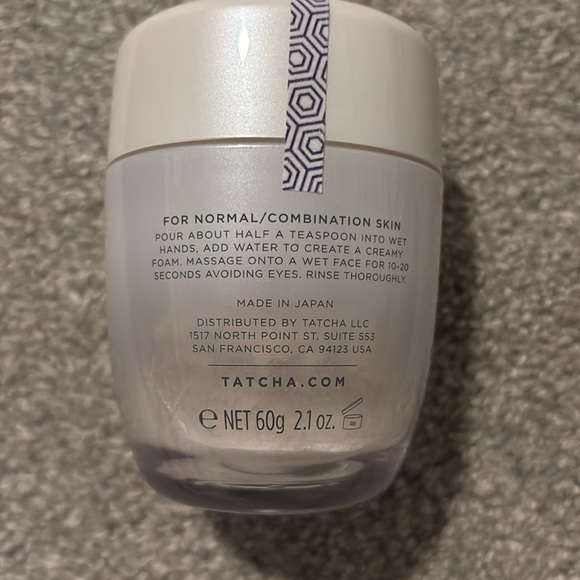 FOR NORMAL/COMBINATION SKIN
POUR ABOUT HALF A TEASPOON INTO WET
HANDS, ADD WATER TO CREATE A CREAMY
FOAM. MASSAGE ONTO A WET FACE FOR 10-20
SECONDS AVOIDING EYES. RINSE THOROUGHLY.
MADE IN JAPAN
DISTRIBUTED BY TATCHA LLC
1517 NORTH POINT ST. SUITE 553
SAN FRANCISCO, CA 94123 USA
TATCHA.COM
℮ NET 60g 2.1 oz.